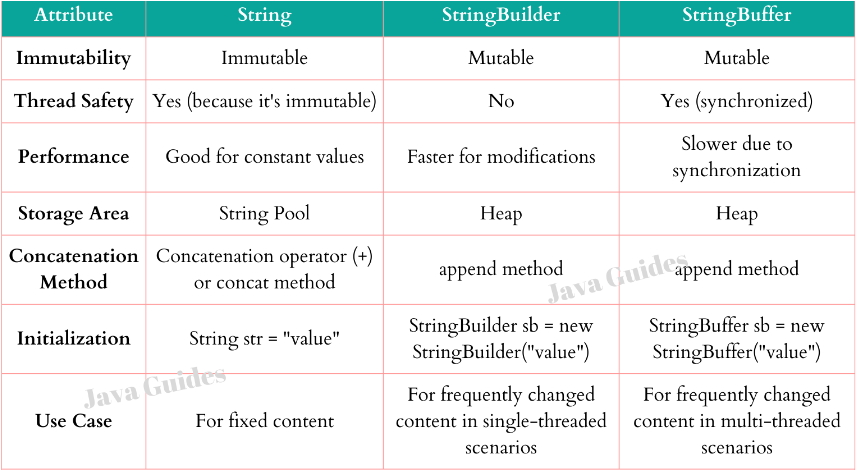 Attribute String StringBuilder StringBuffer
Immutability Immutable Mutable Mutable
Thread Safety Yes (because it's immutable) No Yes (synchronized)
Performance Good for constant values Faster for modifications Slower due to
synchronization
Storage Area String Pool Heap Heap
Concatenation Concatenation operator (+)
Method or concat method append method append method
Java Guides
Initialization String str = "value" StringBuilder sb = new StringBuffer sb = new
StringBuilder("value") StringBuffer("value")
Java Guides
Use Case For fixed content For frequently changed For frequently changed
content in single-threaded content in multi-threaded
scenarios scenarios